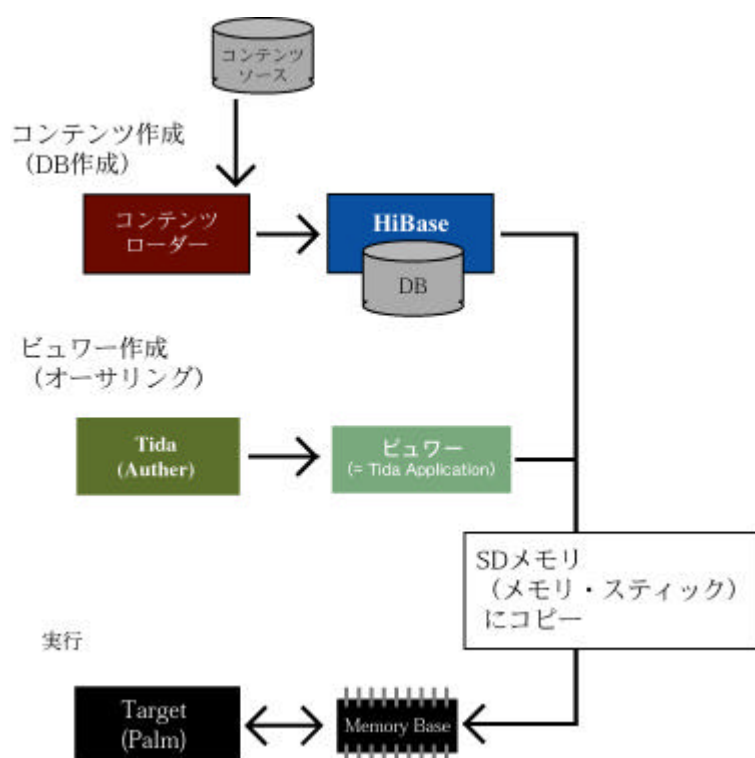 コンテンツ
ソース
コンテンツ作成
（DB作成）
コンテンツ
ローダー
HiBase
DB
ビュワー作成
（オーサリング）
Tida
(Auther)
ビュワー
(= Tida Application)
SDメモリ
（メモリ・スティック）
にコピー
実行
Target
(Palm)
Memory Base